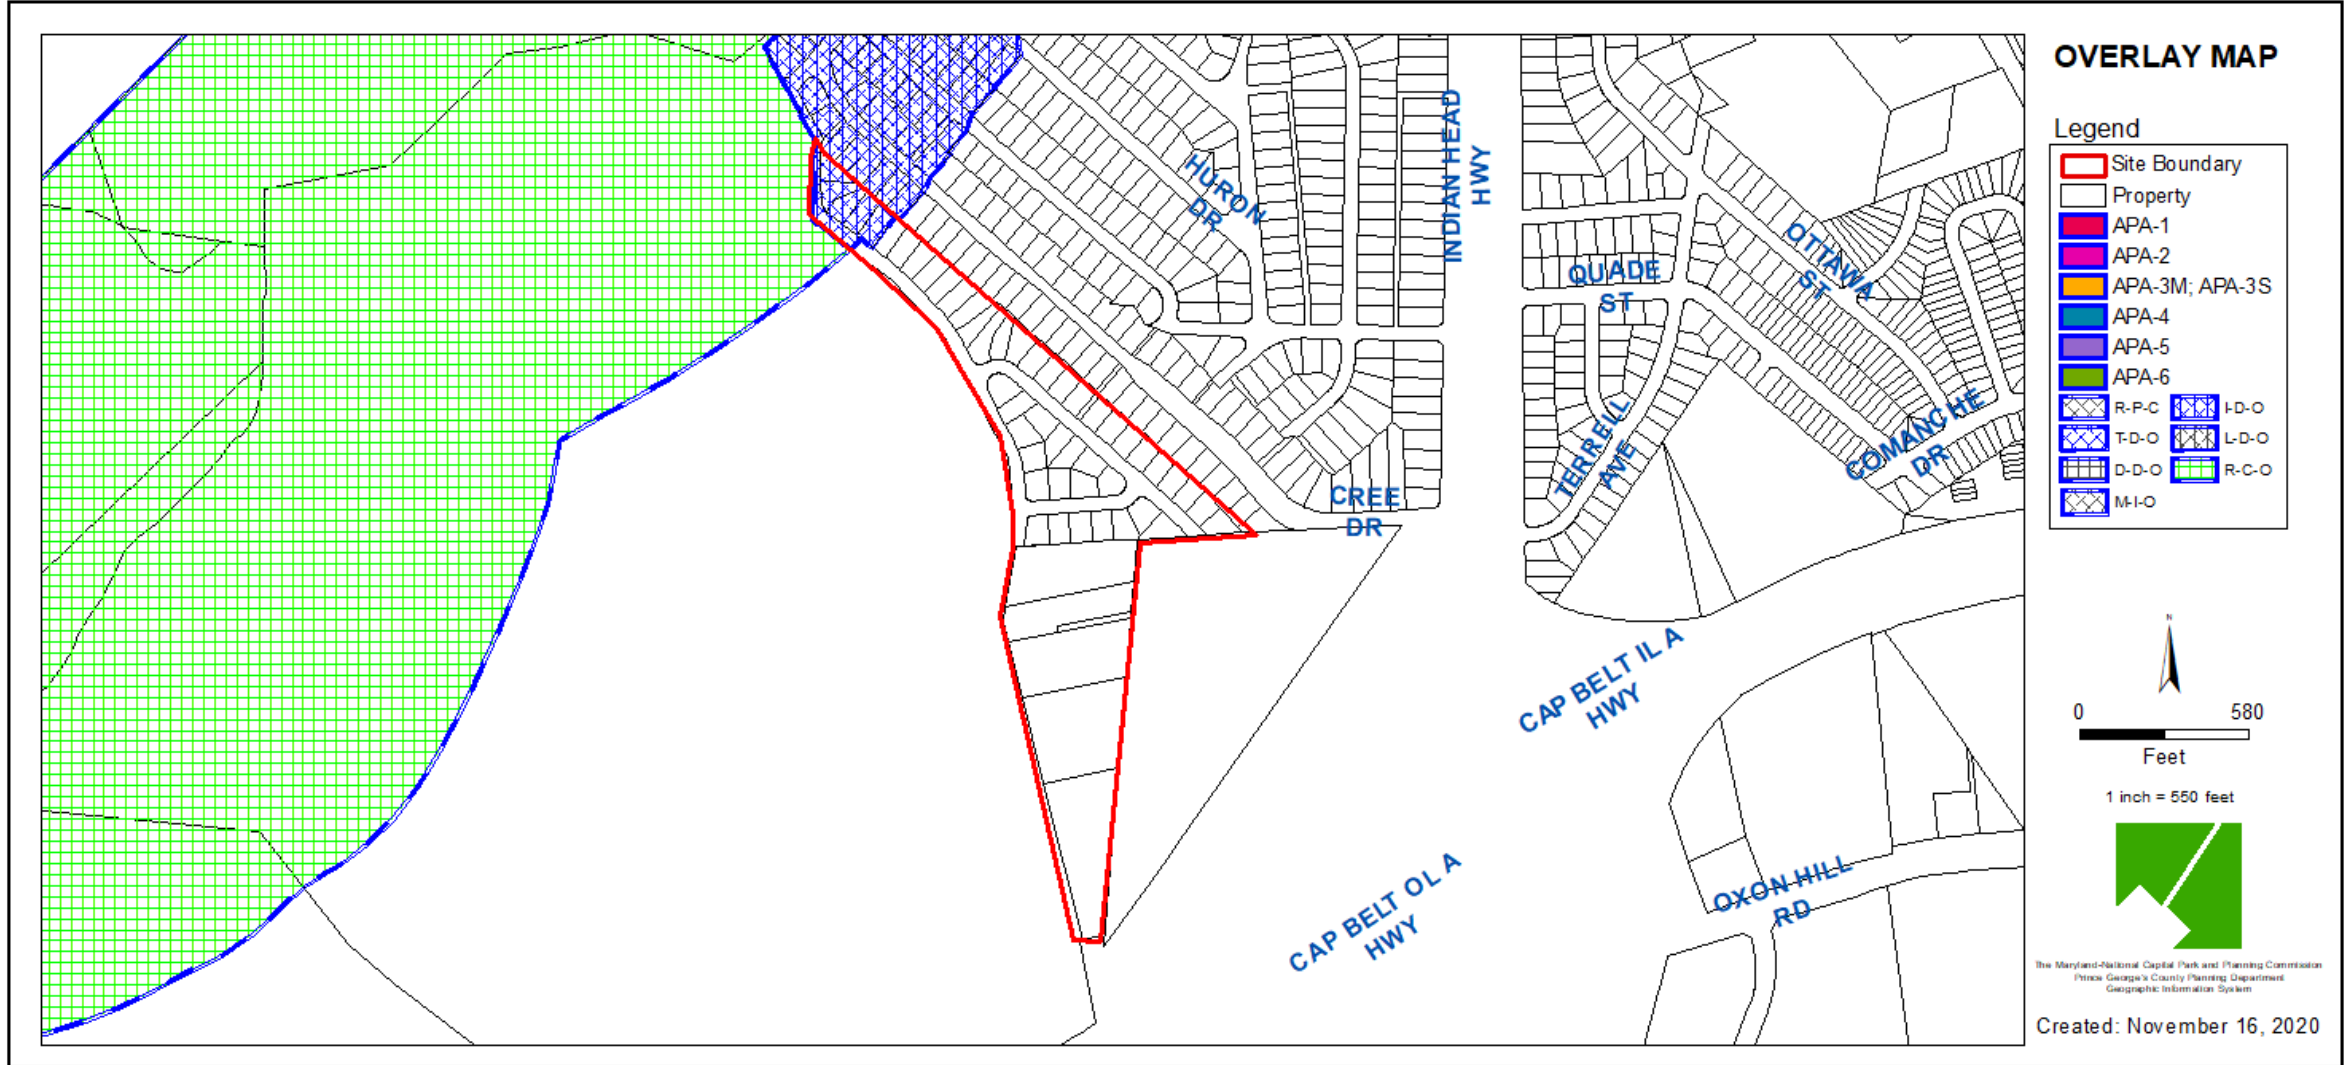 OVERLAY MAP
Legend
Site Boundary
Property
APA-1
APA-2
APA-3M; APA-3S
APA-4
APA-5
APA-6
R-P-C
I-D-O
T-D-O
L-D-O
D-D-O
R-C-O
M-I-O
HURON
DR
INDIAN HEAD
HWY
QUADE
ST
OTTAWA
ST
TERRELL
AVE
COMANCHE
DR
CREE
DR
CAP BELT IL A
HWY
CAP BELT OL A
HWY
OXON HILL
RD
N
0 580
Feet
1 inch = 550 feet
The Maryland-National Capital Park and Planning Commission
Prince George's County Planning Department
Geographic Information System
Created: November 16, 2020